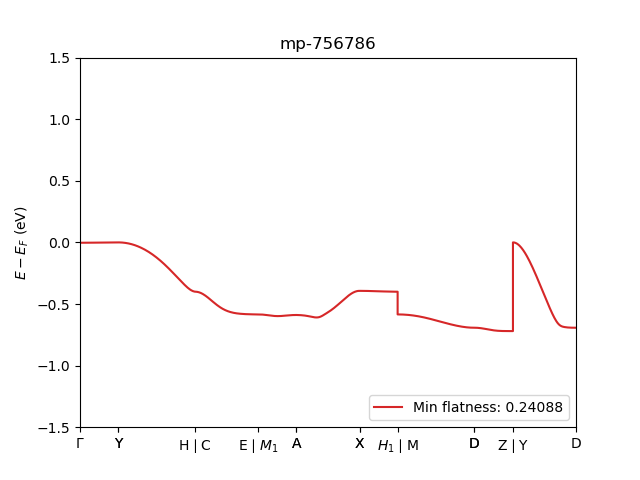 mp-756786
E − E_F (eV)
1.5
1.0
0.5
0.0
−0.5
−1.0
−1.5
Min flatness: 0.24088
Γ Y H | C E | M₁ A X H₁ | M D Z | Y D